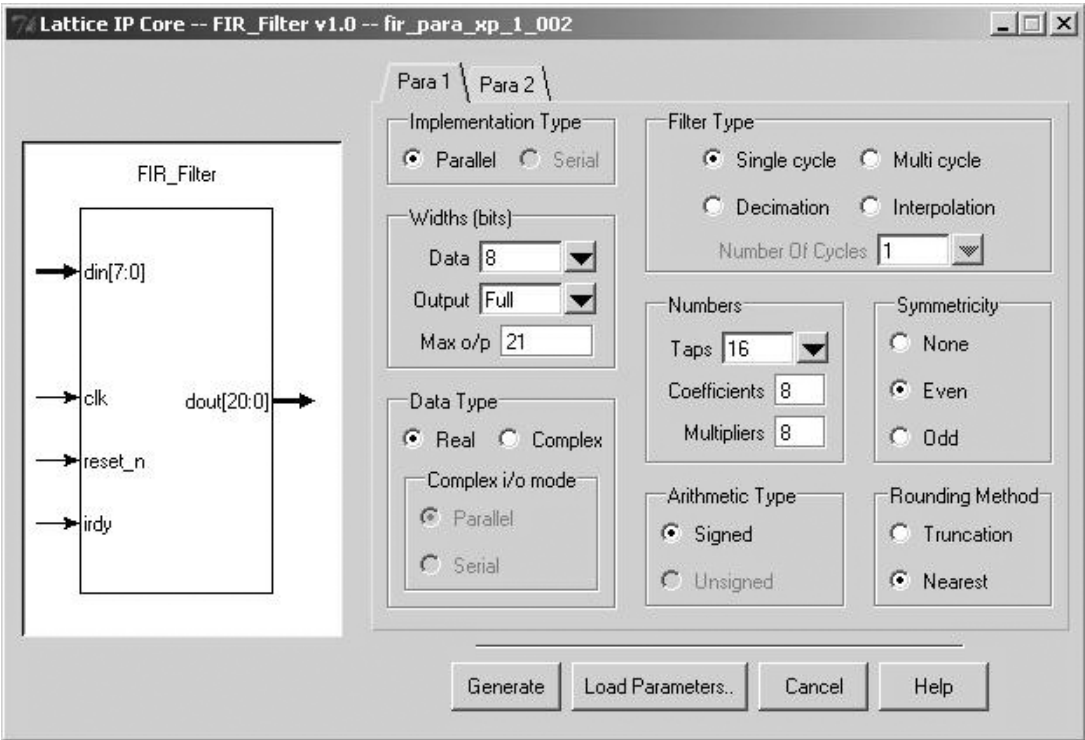 Lattice IP Core -- FIR_Filter v1.0 -- fir_para_xp_1_002
FIR_Filter
din[7:0]
clk
dout[20:0]
reset_n
irdy
Para 1
Para 2
Implementation Type
Parallel
Serial
Widths (bits)
Data 8
Output Full
Max o/p 21
Data Type
Real
Complex
Complex i/o mode
Parallel
Serial
Filter Type
Single cycle
Multi cycle
Decimation
Interpolation
Number Of Cycles 1
Numbers
Taps 16
Coefficients 8
Multipliers 8
Symmetricity
None
Even
Odd
Arithmetic Type
Signed
Unsigned
Rounding Method
Truncation
Nearest
Generate
Load Parameters..
Cancel
Help